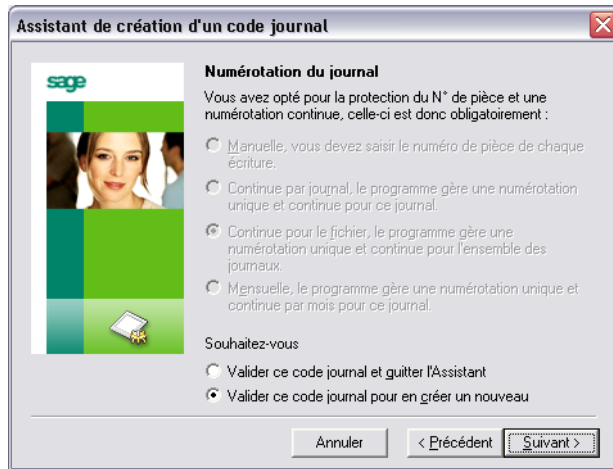 Assistant de création d'un code journal
sage
Numérotation du journal
Vous avez opté pour la protection du N° de pièce et une
numérotation continue, celle-ci est donc obligatoirement :
Manuelle, vous devez saisir le numéro de pièce de chaque
écriture.
Continue par journal, le programme gère une numérotation
unique et continue pour ce journal.
Continue pour le fichier, le programme gère une
numérotation unique et continue pour l'ensemble des
journaux.
Mensuelle, le programme gère une numérotation unique et
continue par mois pour ce journal.
Souhaitez-vous
Valider ce code journal et quitter l'Assistant
Valider ce code journal pour en créer un nouveau
Annuler
< Précédent
Suivant >